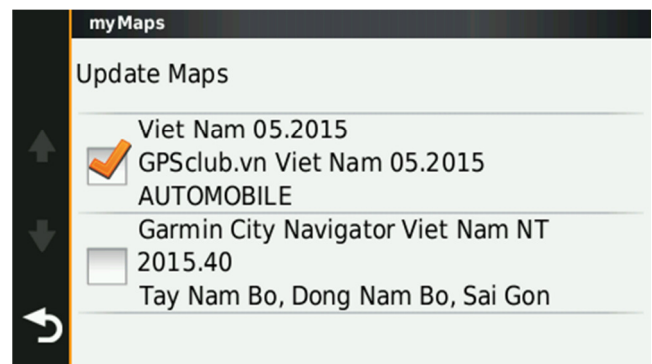 myMaps
Update Maps
Viet Nam 05.2015
GPSclub.vn Viet Nam 05.2015
AUTOMOBILE
Garmin City Navigator Viet Nam NT
2015.40
Tay Nam Bo, Dong Nam Bo, Sai Gon